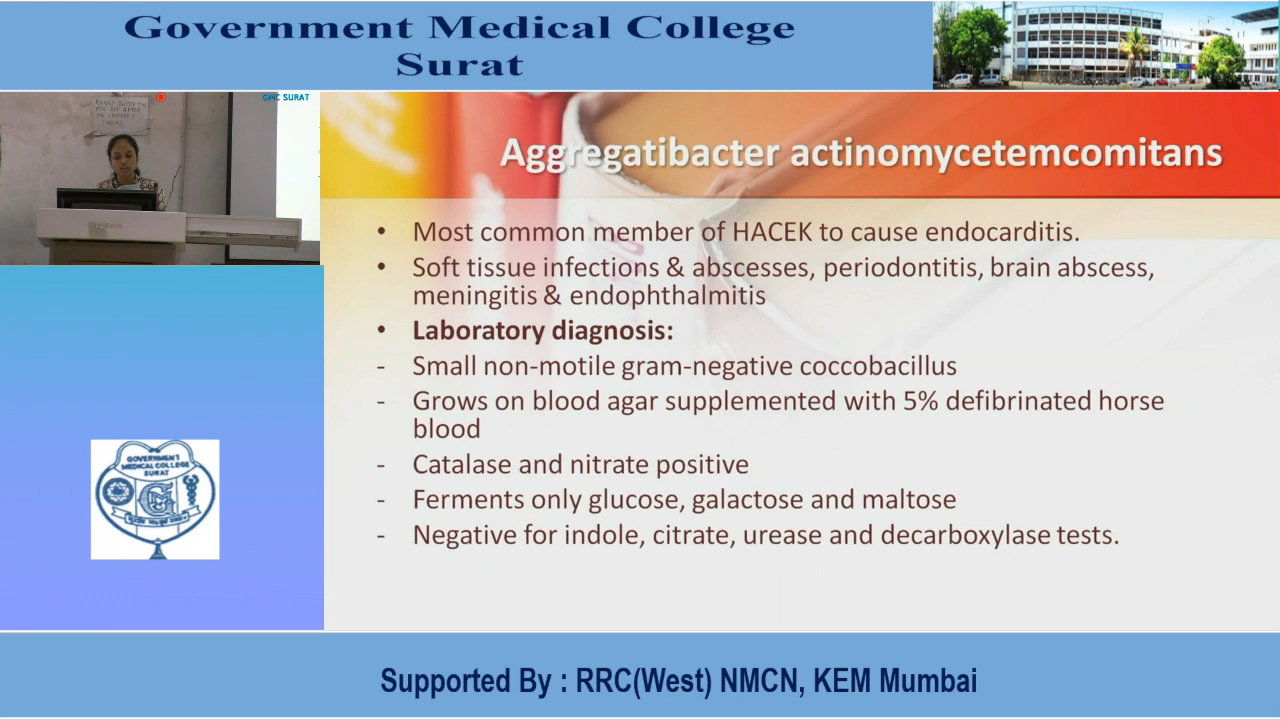 Government Medical College
Surat
GMC SURAT
Aggregatibacter actinomycetemcomitans
• Most common member of HACEK to cause endocarditis.
• Soft tissue infections & abscesses, periodontitis, brain abscess,
meningitis & endophthalmitis
• Laboratory diagnosis:
- Small non-motile gram-negative coccobacillus
- Grows on blood agar supplemented with 5% defibrinated horse
blood
- Catalase and nitrate positive
- Ferments only glucose, galactose and maltose
- Negative for indole, citrate, urease and decarboxylase tests.
GOVERNMENT
MEDICAL COLLEGE
SURAT
Supported By : RRC(West) NMCN, KEM Mumbai